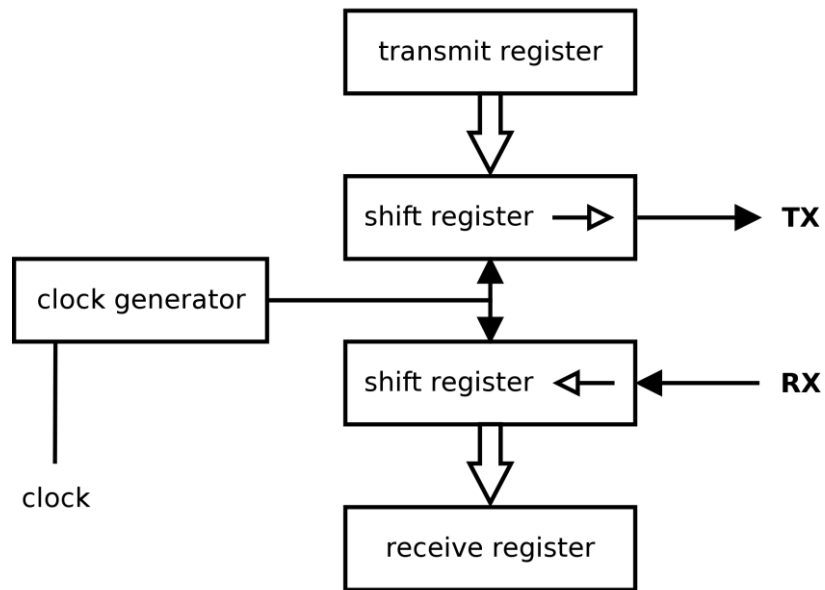 transmit register
shift register
TX
clock generator
shift register
RX
clock
receive register